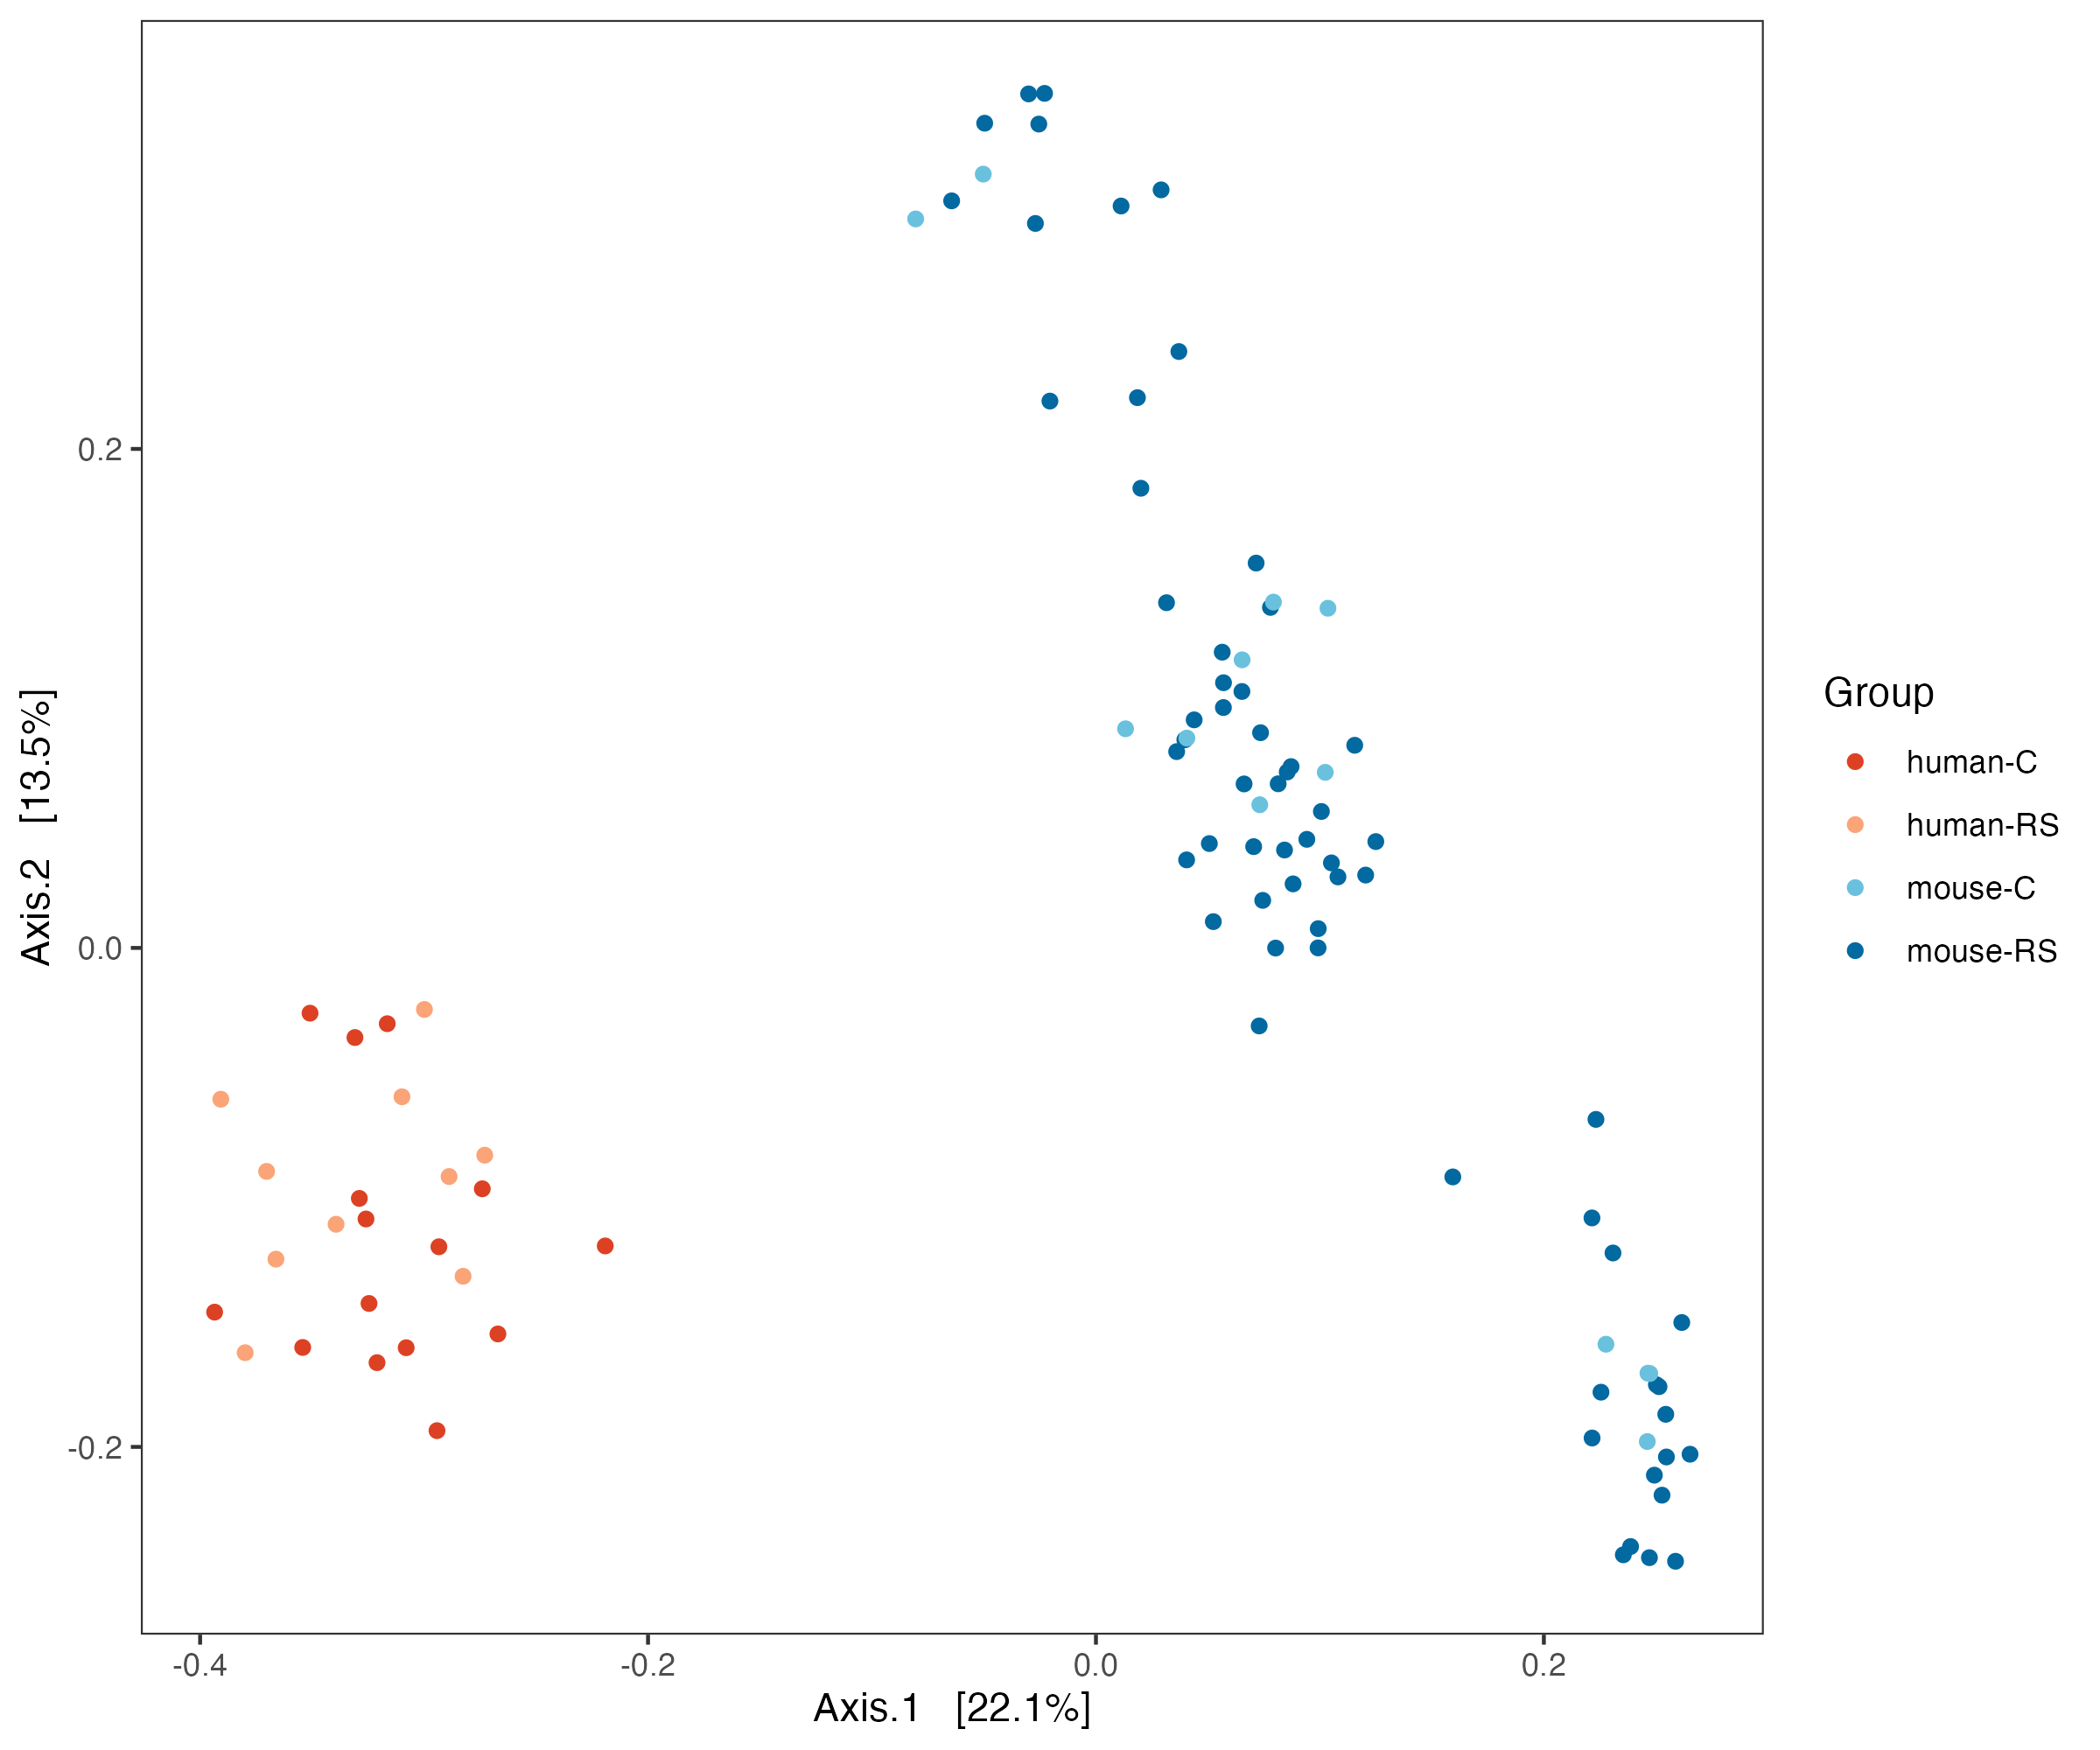 0.2
0.0
-0.2
Axis.2 [13.5%]
-0.4
-0.2
0.0
0.2
Axis.1 [22.1%]
Group
human-C
human-RS
mouse-C
mouse-RS